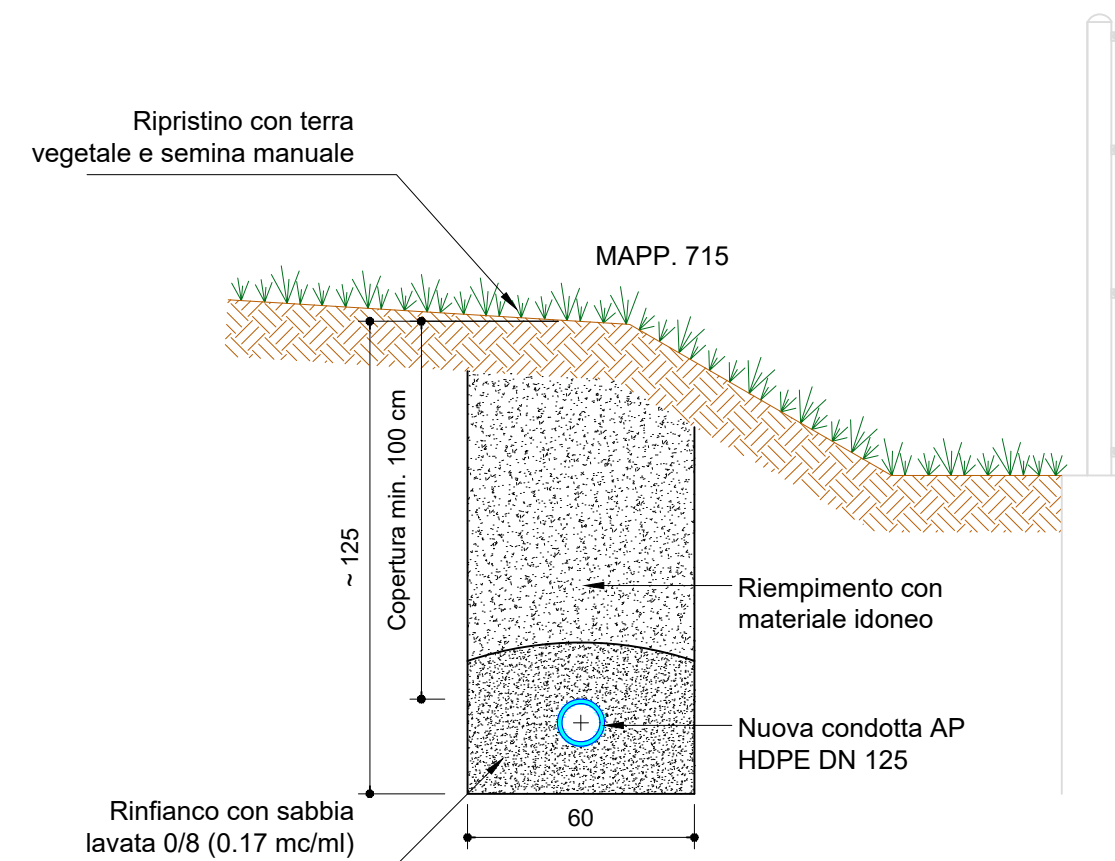 Ripristino con terra
vegetale e semina manuale
MAPP. 715
~ 125
Copertura min. 100 cm
Riempimento con
materiale idoneo
Nuova condotta AP
HDPE DN 125
Rinfianco con sabbia
lavata 0/8 (0.17 mc/ml)
60